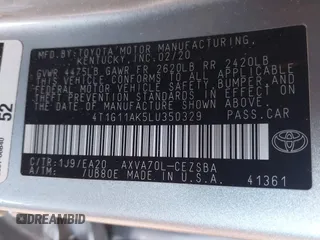 MFD. BY:TOYOTA MOTOR MANUFACTURING,
KENTUCKY,INC. 02/20
GVWR 4475LB GAWR FR 2620LB RR 2420LB
THIS VEHICLE CONFORMS TO ALL APPLICABLE
FEDERAL MOTOR VEHICLE SAFETY, BUMPER, AND
THEFT PREVENTION STANDARDS IN EFFECT ON
THE DATE OF MANUFACTURE SHOWN ABOVE.
4T1G11AK5LU350329 PASS.CAR
C/TR:1J9/EA20 AXVA70L-CEZSBA
A/TM: /UB80E MADE IN U.S.A.
41361
TOYOTA
52
DREAMBID